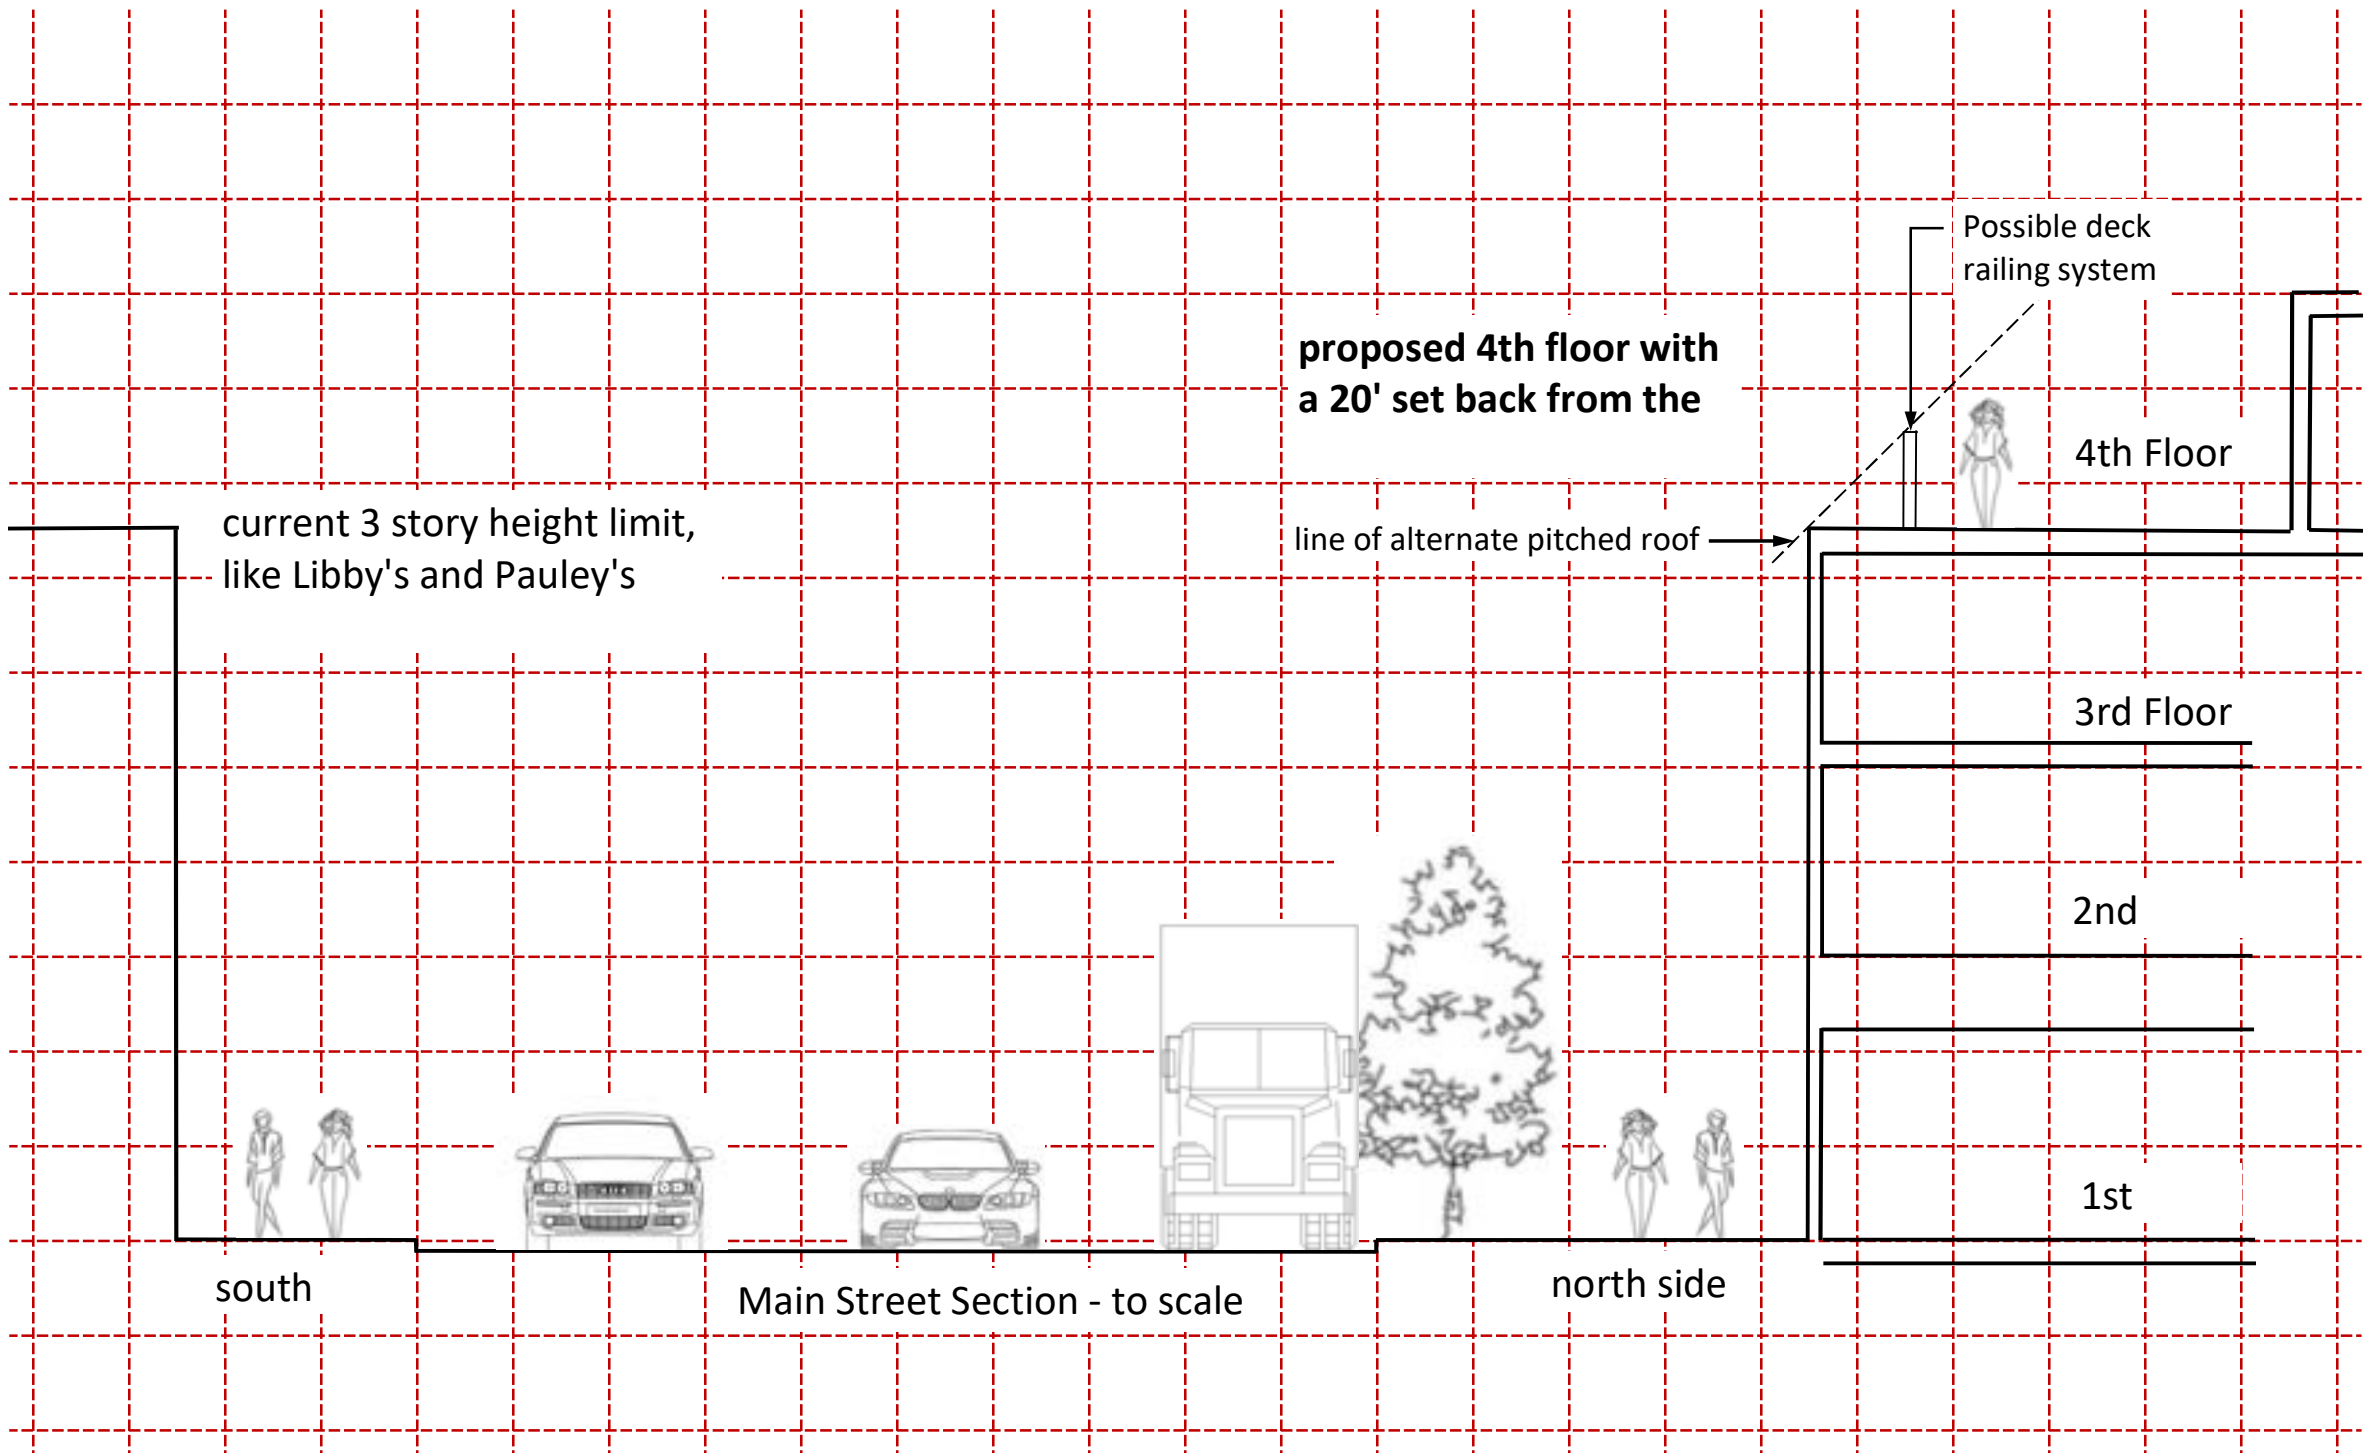 Possible deck
railing system
proposed 4th floor with
a 20' set back from the
4th Floor
current 3 story height limit,
like Libby's and Pauley's
line of alternate pitched roof
3rd Floor
2nd
1st
south
Main Street Section - to scale
north side